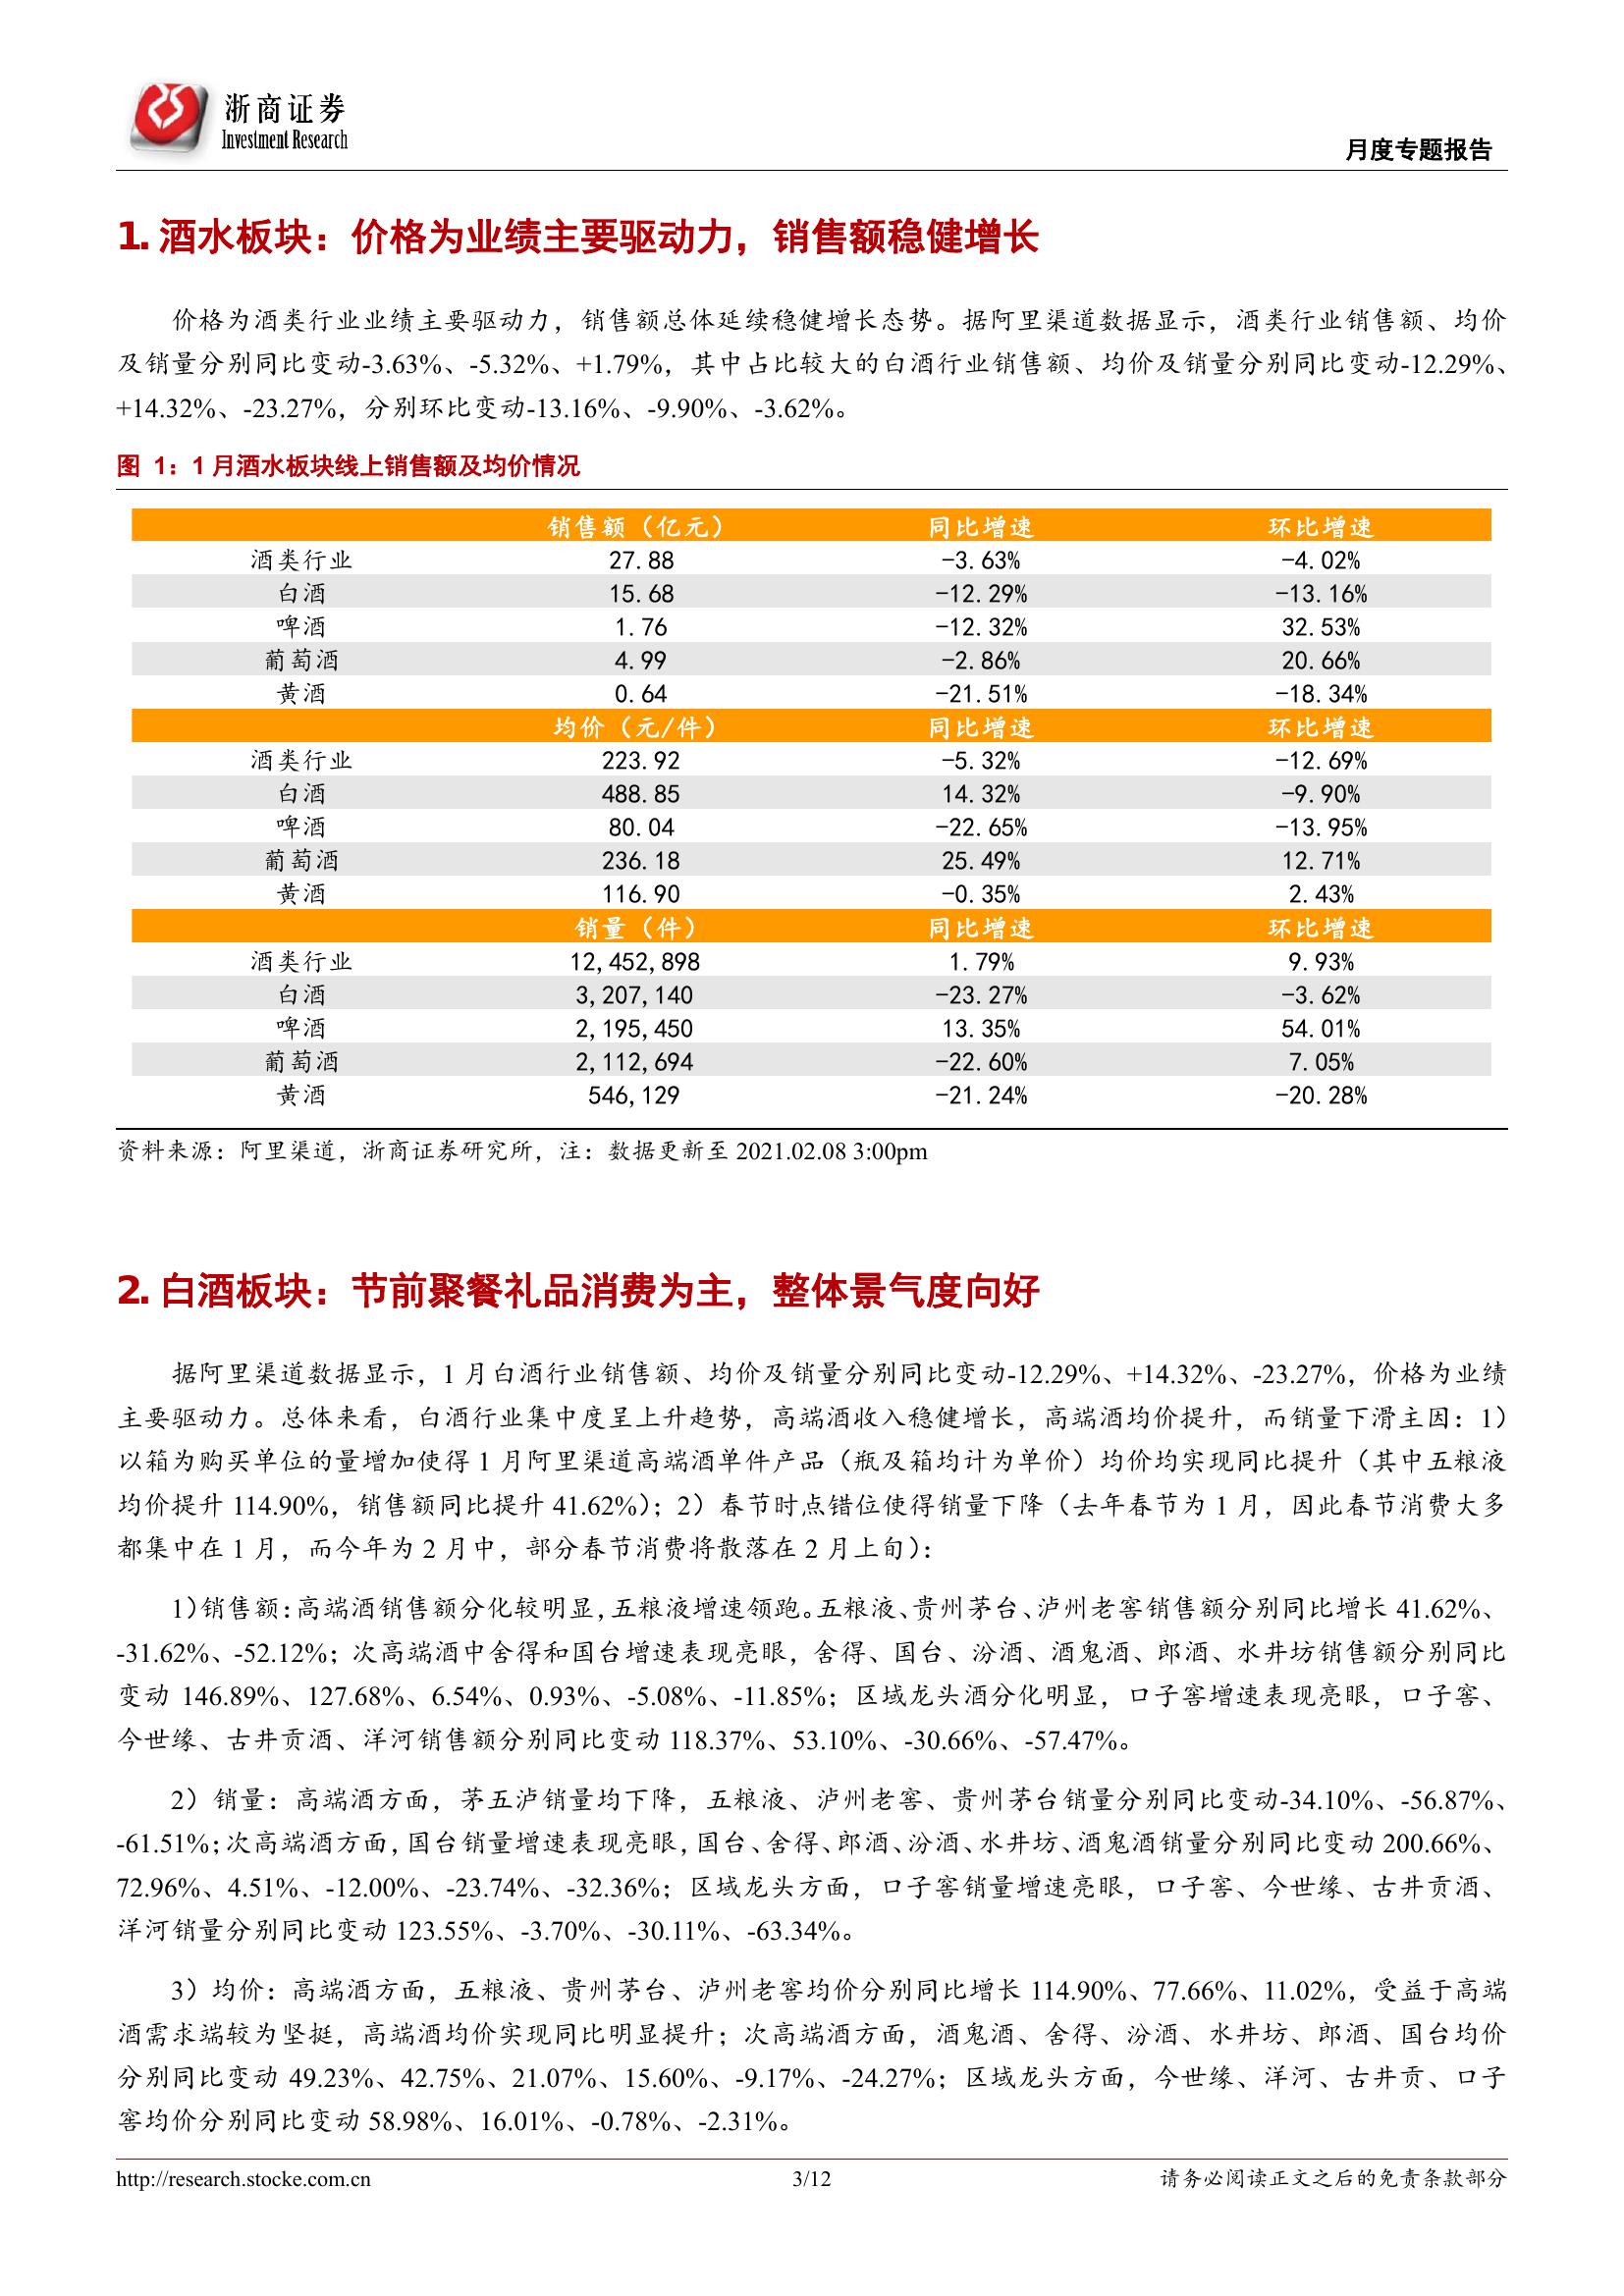 浙商证券
Investment Research
月度专题报告
1. 酒水板块：价格为业绩主要驱动力，销售额稳健增长
价格为酒类行业业绩主要驱动力，销售额总体延续稳健增长态势。据阿里渠道数据显示，酒类行业销售额、均价
及销量分别同比变动-3.63%、-5.32%、+1.79%，其中占比较大的白酒行业销售额、均价及销量分别同比变动-12.29%、
+14.32%、-23.27%，分别环比变动-13.16%、-9.90%、-3.62%。
图 1：1 月酒水板块线上销售额及均价情况
销售额（亿元） 同比增速 环比增速
酒类行业 27.88 -3.63% -4.02%
白酒 15.68 -12.29% -13.16%
啤酒 1.76 -12.32% 32.53%
葡萄酒 4.99 -2.86% 20.66%
黄酒 0.64 -21.51% -18.34%
均价（元/件） 同比增速 环比增速
酒类行业 223.92 -5.32% -12.69%
白酒 488.85 14.32% -9.90%
啤酒 80.04 -22.65% -13.95%
葡萄酒 236.18 25.49% 12.71%
黄酒 116.90 -0.35% 2.43%
销量（件） 同比增速 环比增速
酒类行业 12,452,898 1.79% 9.93%
白酒 3,207,140 -23.27% -3.62%
啤酒 2,195,450 13.35% 54.01%
葡萄酒 2,112,694 -22.60% 7.05%
黄酒 546,129 -21.24% -20.28%
资料来源：阿里渠道，浙商证券研究所，注：数据更新至 2021.02.08 3:00pm
2. 白酒板块：节前聚餐礼品消费为主，整体景气度向好
据阿里渠道数据显示，1 月白酒行业销售额、均价及销量分别同比变动-12.29%、+14.32%、-23.27%，价格为业绩
主要驱动力。总体来看，白酒行业集中度呈上升趋势，高端酒收入稳健增长，高端酒均价提升，而销量下滑主因：1）
以箱为购买单位的量增加使得 1 月阿里渠道高端酒单件产品（瓶及箱均计为单价）均价均实现同比提升（其中五粮液
均价提升 114.90%，销售额同比提升 41.62%）；2）春节时点错位使得销量下降（去年春节为 1 月，因此春节消费大多
都集中在 1 月，而今年为 2 月中，部分春节消费将散落在 2 月上旬）：
1）销售额：高端酒销售额分化较明显，五粮液增速领跑。五粮液、贵州茅台、泸州老窖销售额分别同比增长 41.62%、
-31.62%、-52.12%；次高端酒中舍得和国台增速表现亮眼，舍得、国台、汾酒、酒鬼酒、郎酒、水井坊销售额分别同比
变动 146.89%、127.68%、6.54%、0.93%、-5.08%、-11.85%；区域龙头酒分化明显，口子窖增速表现亮眼，口子窖、
今世缘、古井贡酒、洋河销售额分别同比变动 118.37%、53.10%、-30.66%、-57.47%。
2）销量：高端酒方面，茅五泸销量均下降，五粮液、泸州老窖、贵州茅台销量分别同比变动-34.10%、-56.87%、
-61.51%；次高端酒方面，国台销量增速表现亮眼，国台、舍得、郎酒、汾酒、水井坊、酒鬼酒销量分别同比变动 200.66%、
72.96%、4.51%、-12.00%、-23.74%、-32.36%；区域龙头方面，口子窖销量增速亮眼，口子窖、今世缘、古井贡酒、
洋河销量分别同比变动 123.55%、-3.70%、-30.11%、-63.34%。
3）均价：高端酒方面，五粮液、贵州茅台、泸州老窖均价分别同比增长 114.90%、77.66%、11.02%，受益于高端
酒需求端较为坚挺，高端酒均价实现同比明显提升；次高端酒方面，酒鬼酒、舍得、汾酒、水井坊、郎酒、国台均价
分别同比变动 49.23%、42.75%、21.07%、15.60%、-9.17%、-24.27%；区域龙头方面，今世缘、洋河、古井贡、口子
窖均价分别同比变动 58.98%、16.01%、-0.78%、-2.31%。
http://research.stocke.com.cn 3/12 请务必阅读正文之后的免责条款部分